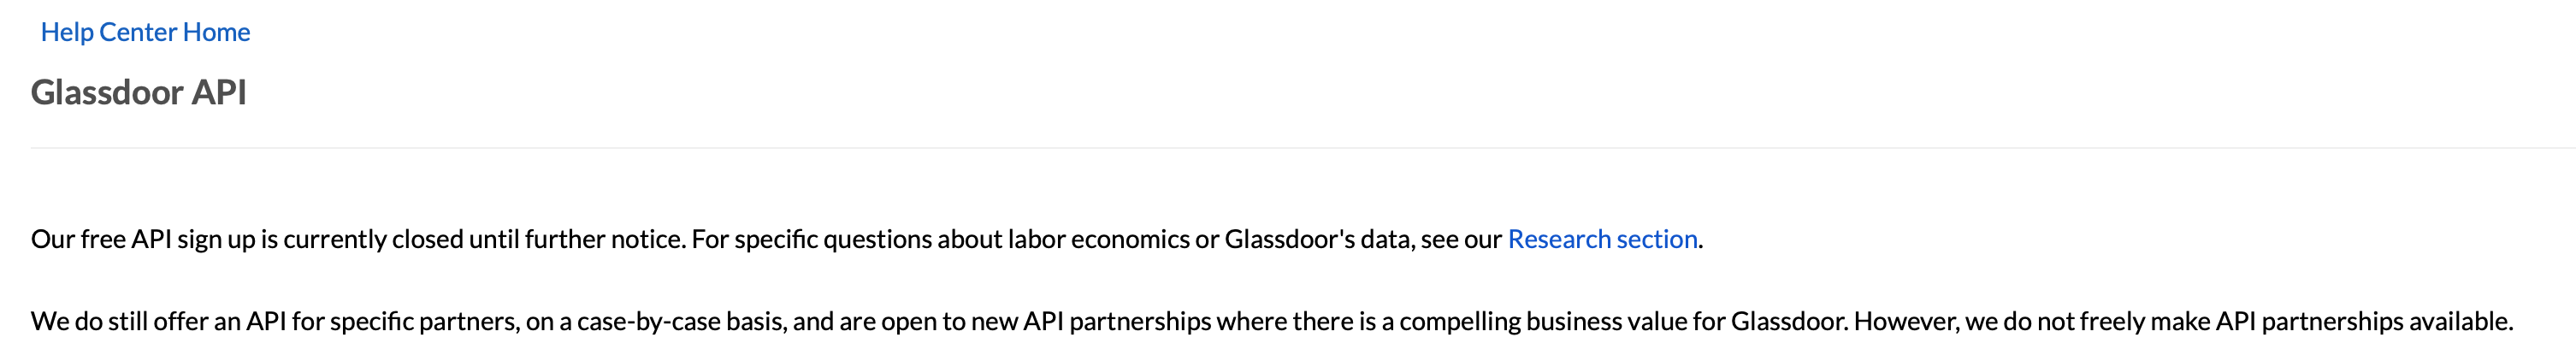 Help Center Home
Glassdoor API
Our free API sign up is currently closed until further notice. For specific questions about labor economics or Glassdoor's data, see our Research section.
We do still offer an API for specific partners, on a case-by-case basis, and are open to new API partnerships where there is a compelling business value for Glassdoor. However, we do not freely make API partnerships available.